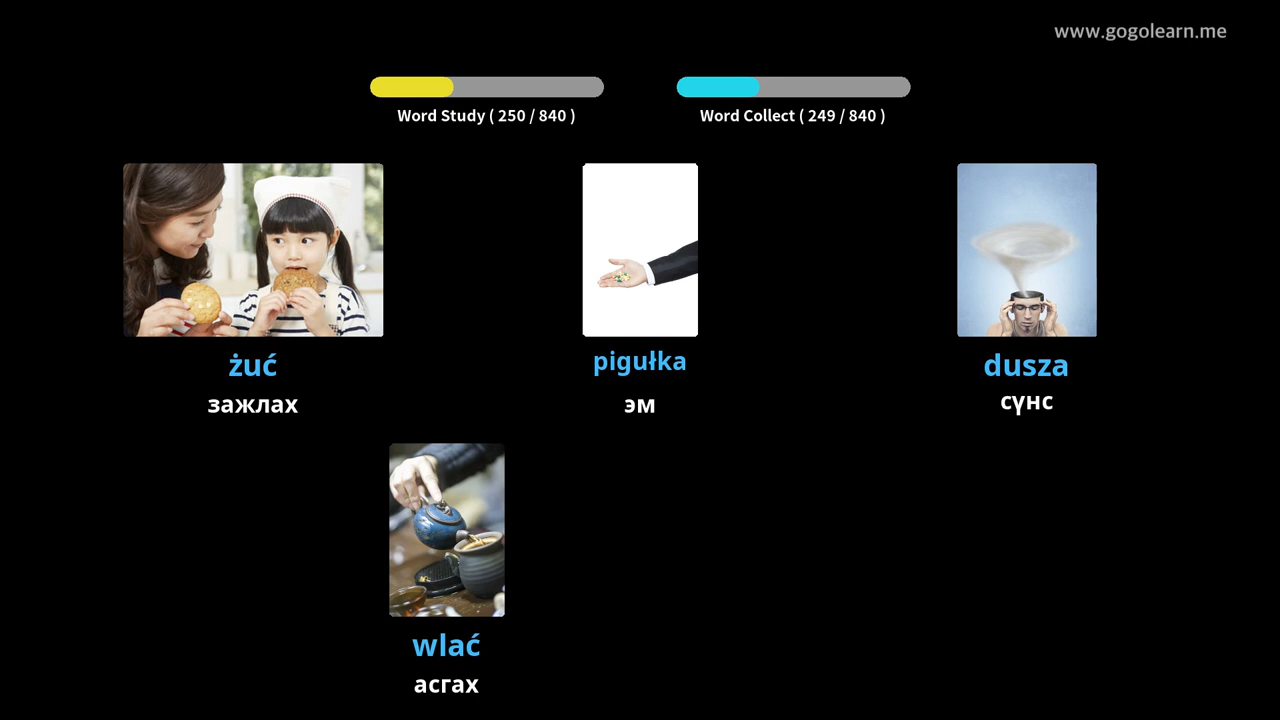 www.gogolearn.me
Word Study ( 250 / 840 )
Word Collect ( 249 / 840 )
żuć
зажлах
pigułka
эм
dusza
сүнс
wlać
асгах